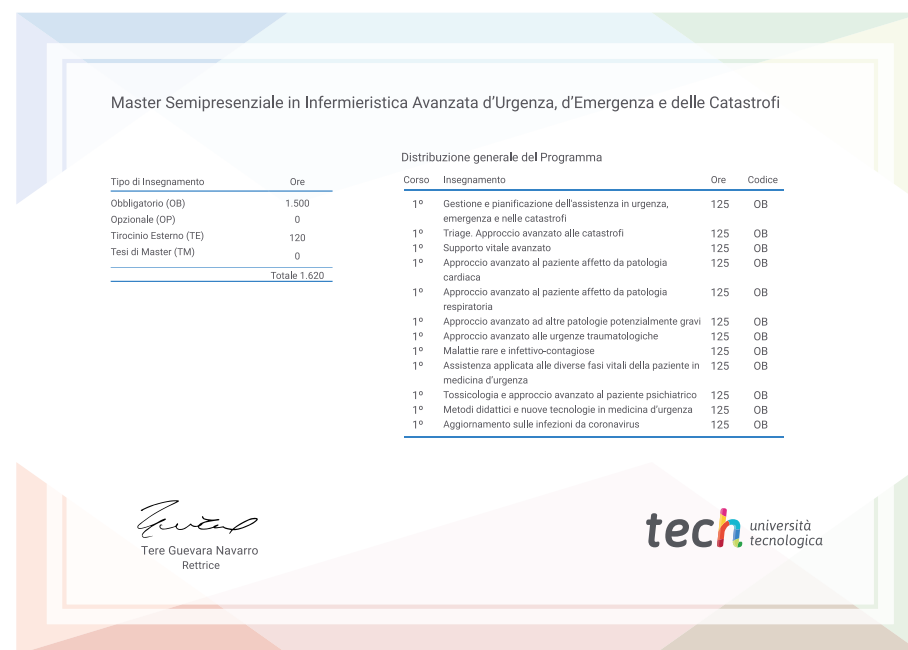 Master Semipresenziale in Infermieristica Avanzata d'Urgenza, d'Emergenza e delle Catastrofi
Tipo di Insegnamento Ore
Obbligatorio (OB) 1.500
Opzionale (OP) 0
Tirocinio Esterno (TE) 120
Tesi di Master (TM) 0
Totale 1.620
Distribuzione generale del Programma
Corso Insegnamento Ore Codice
1º Gestione e pianificazione dell'assistenza in urgenza, 125 OB
emergenza e nelle catastrofi
1º Triage. Approccio avanzato alle catastrofi 125 OB
1º Supporto vitale avanzato 125 OB
1º Approccio avanzato al paziente affetto da patologia 125 OB
cardiaca
1º Approccio avanzato al paziente affetto da patologia 125 OB
respiratoria
1º Approccio avanzato ad altre patologie potenzialmente gravi 125 OB
1º Approccio avanzato alle urgenze traumatologiche 125 OB
1º Malattie rare e infettivo-contagiose 125 OB
1º Assistenza applicata alle diverse fasi vitali della paziente in 125 OB
medicina d'urgenza
1º Tossicologia e approccio avanzato al paziente psichiatrico 125 OB
1º Metodi didattici e nuove tecnologie in medicina d'urgenza 125 OB
1º Aggiornamento sulle infezioni da coronavirus 125 OB
Tere Guevara Navarro
Rettrice
tech università
tecnologica